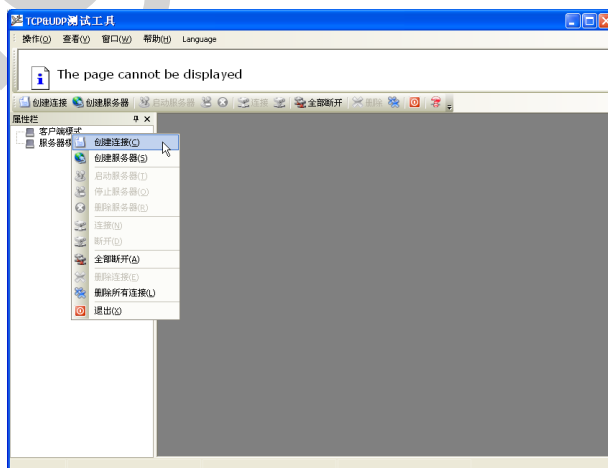 TCP&UDP测试工具
操作(O) 查看(V) 窗口(W) 帮助(H) Language
The page cannot be displayed
创建连接 创建服务器 启动服务器 连接 全部断开 删除
属性栏
客户端模式
服务器模
创建连接(C)
创建服务器(S)
启动服务器(T)
停止服务器(O)
删除服务器(R)
连接(N)
断开(D)
全部断开(A)
删除连接(E)
删除所有连接(L)
退出(X)